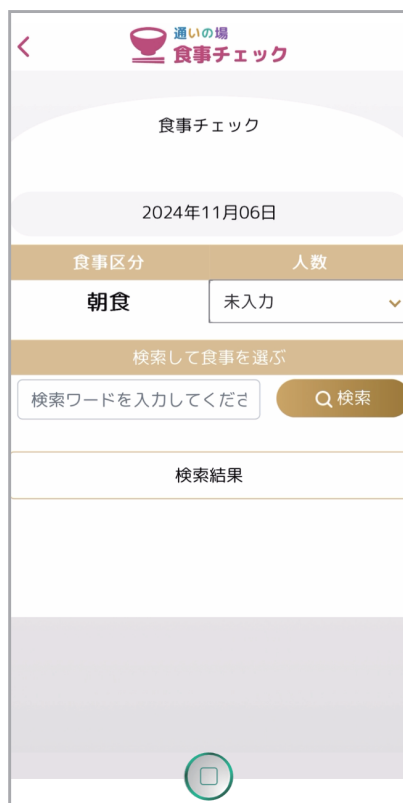 通いの場
食事チェック
食事チェック
2024年11月06日
食事区分 人数
朝食 未入力
検索して食事を選ぶ
検索ワードを入力してくださ 検索
検索結果